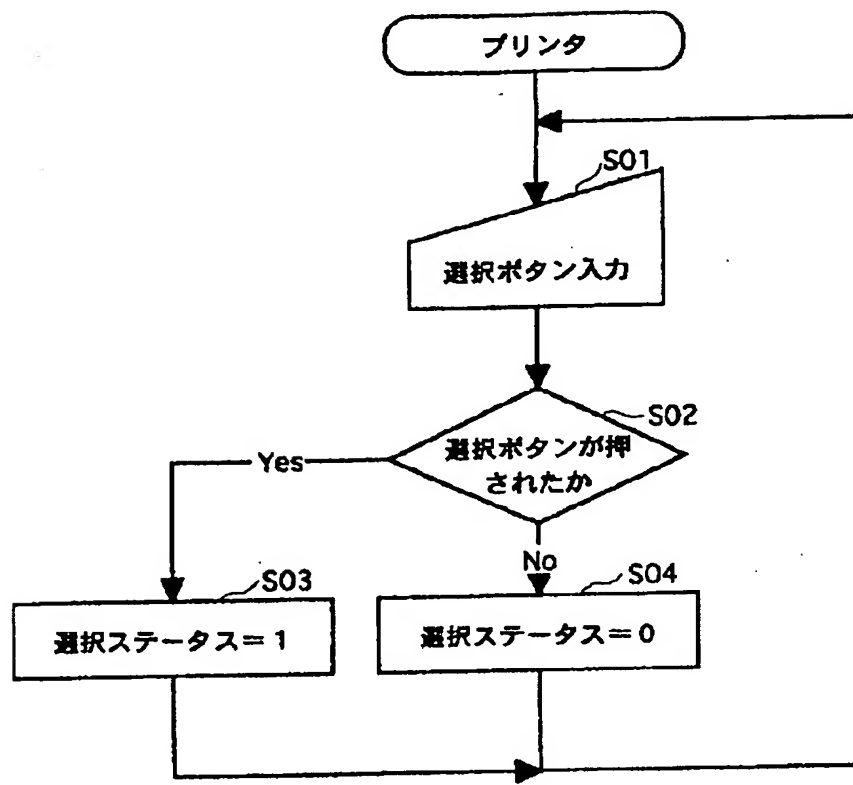 プリンタ
S01
選択ボタン入力
S02
選択ボタンが押
されたか
Yes
No
S03
選択ステータス＝1
S04
選択ステータス＝0